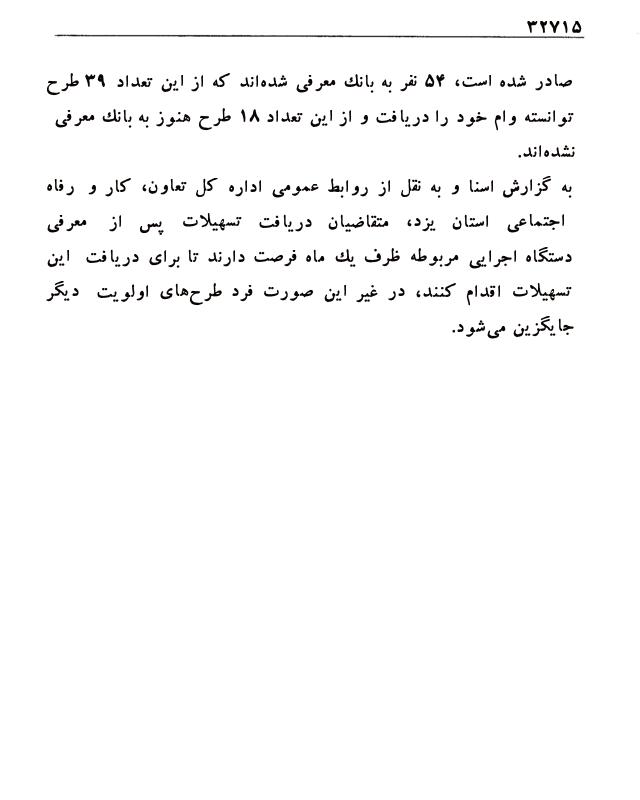 ۳۲۷۱۵
صادر شده است، ۵۴ نفر به بانك معرفی شده‌اند كه از این تعداد ۳۹ طرح
توانسته وام خود را دریافت و از این تعداد ۱۸ طرح هنوز به بانك معرفی
نشده‌اند.
به گزارش اسنا و به نقل از روابط عمومی اداره كل تعاون، كار و رفاه
اجتماعی استان یزد، متقاضیان دریافت تسهیلات پس از معرفی
دستگاه اجرایی مربوطه ظرف یك ماه فرصت دارند تا برای دریافت این
تسهیلات اقدام كنند، در غیر این صورت فرد طرح‌های اولویت دیگر
جایگزین می‌شود.